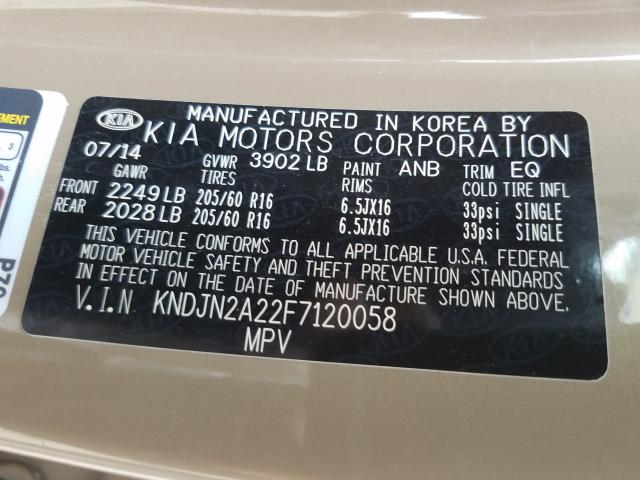 MANUFACTURED IN KOREA BY
KIA KIA MOTORS CORPORATION
07/14 GVWR 3902 LB PAINT ANB TRIM EQ
GAWR TIRES RIMS COLD TIRE INFL
FRONT 2249 LB 205/60 R16 6.5JX16 33psi SINGLE
REAR 2028 LB 205/60 R16 6.5JX16 33psi SINGLE
THIS VEHICLE CONFORMS TO ALL APPLICABLE U.S.A. FEDERAL
MOTOR VEHICLE SAFETY AND THEFT PREVENTION STANDARDS
IN EFFECT ON THE DATE OF MANUFACTURE SHOWN ABOVE.
V.I.N KNDJN2A22F7120058
MPV
3